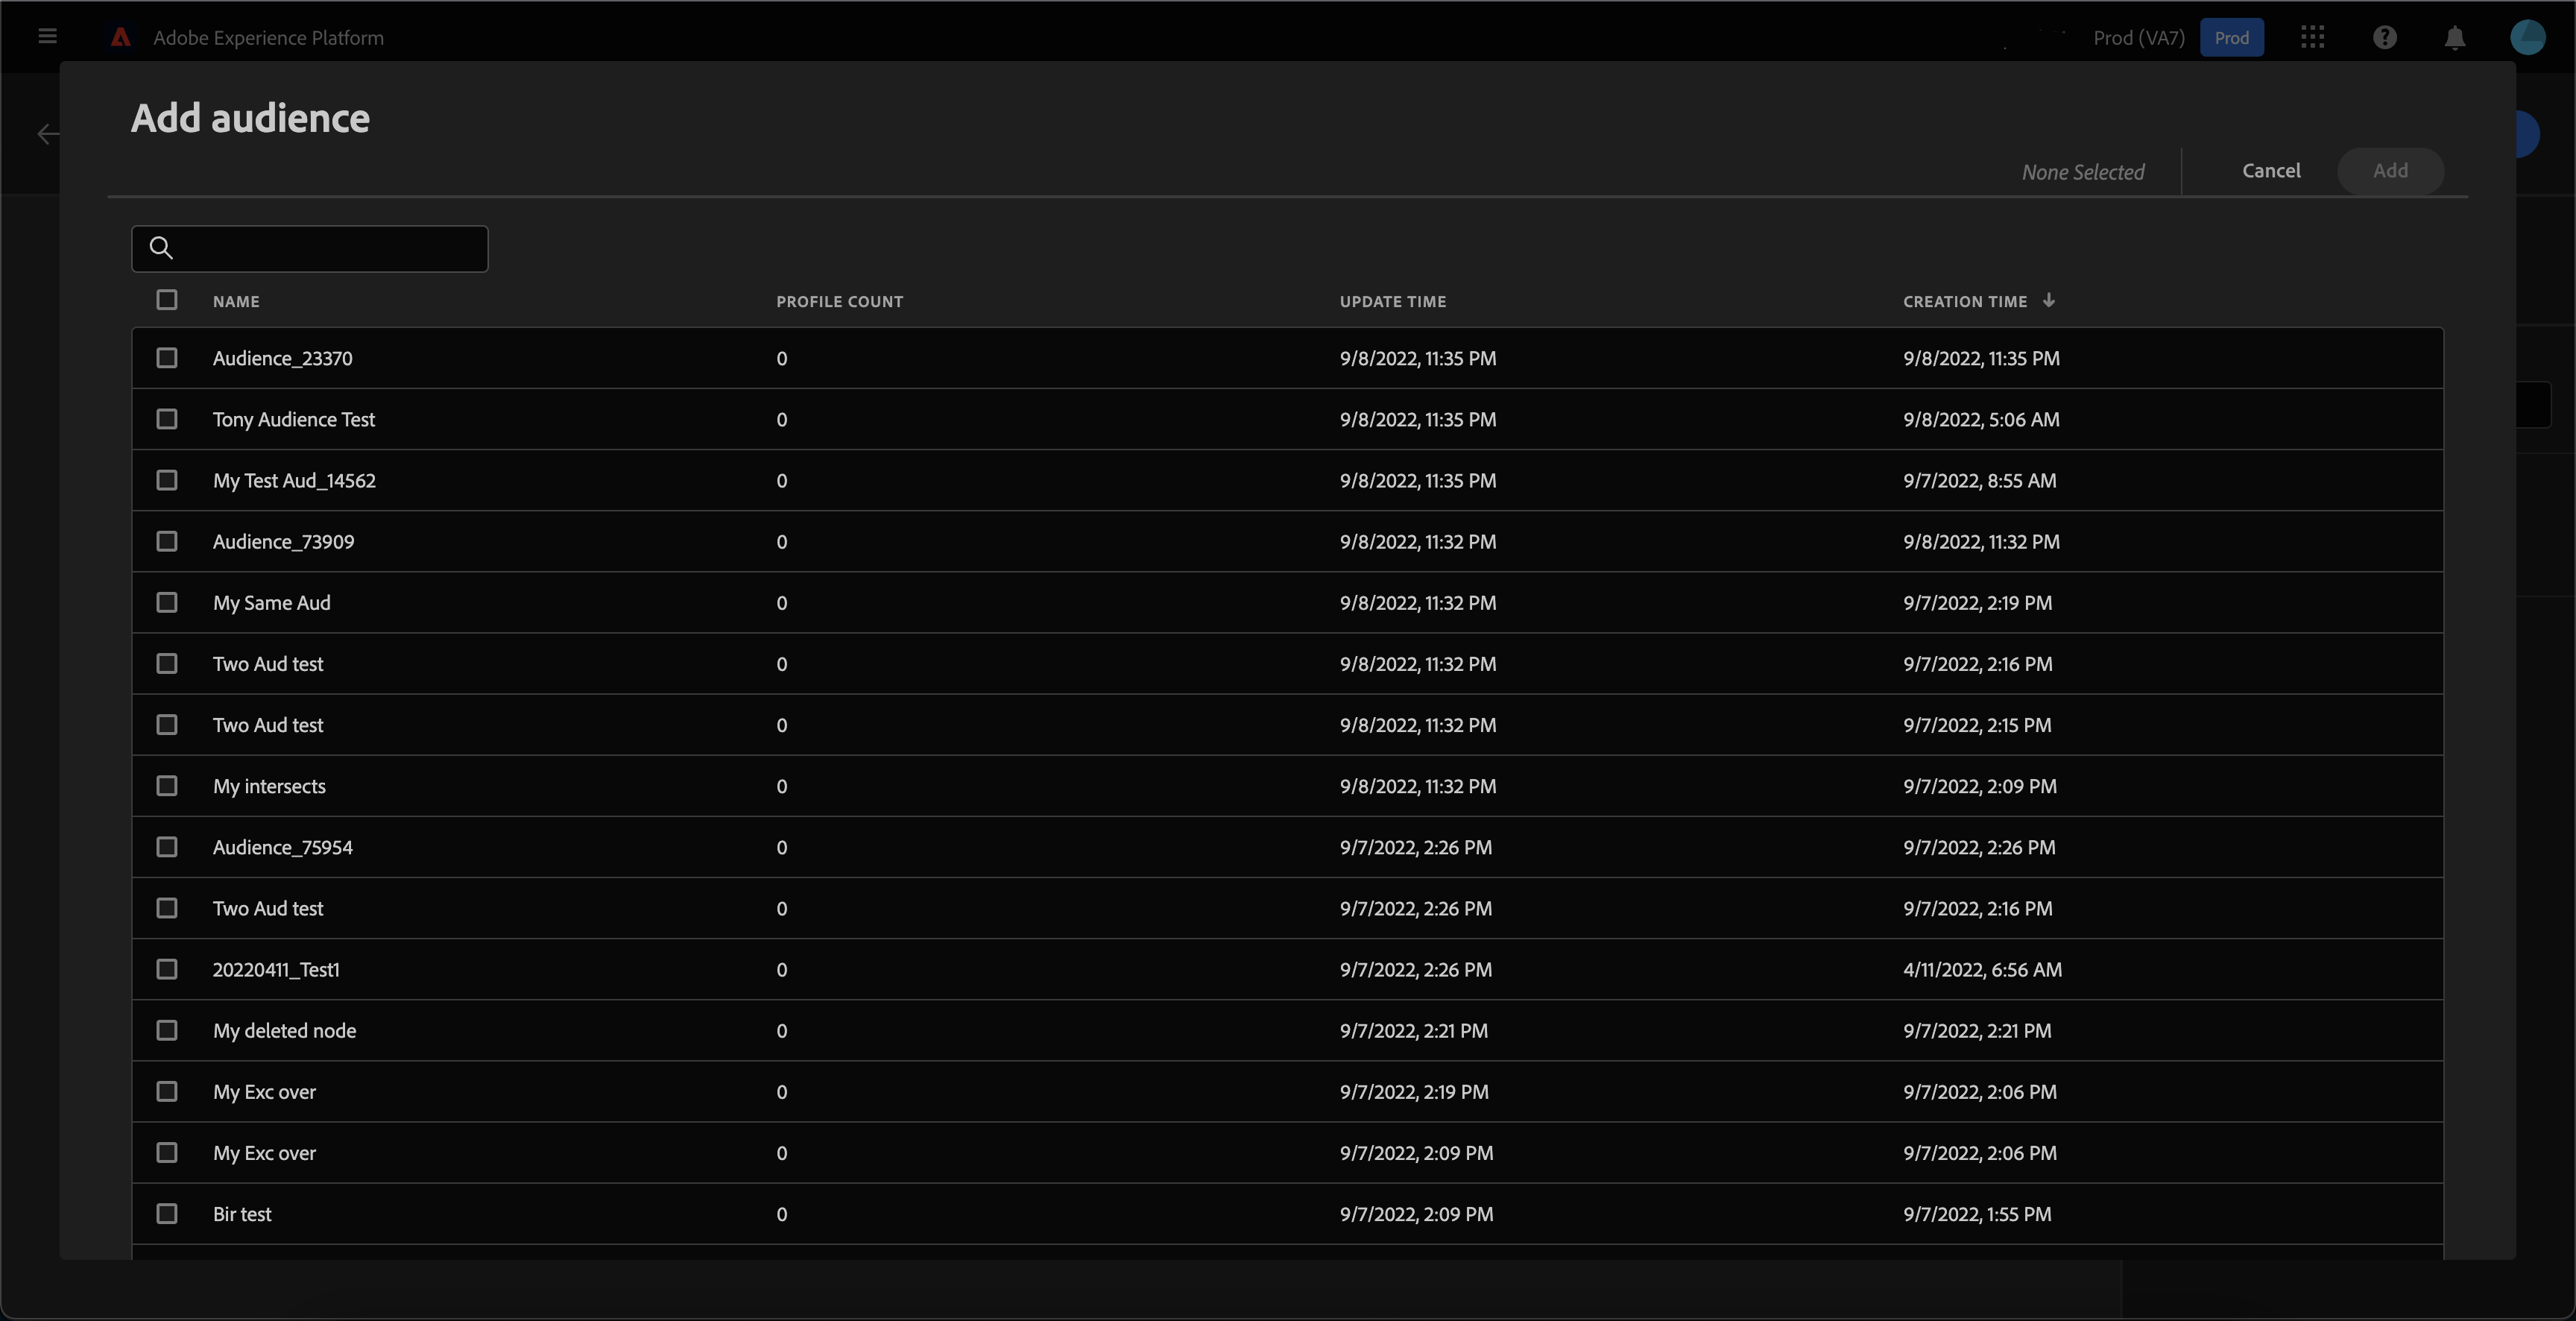 Adobe Experience Platform
Prod (VA7) Prod
Add audience
None Selected Cancel Add
NAME PROFILE COUNT UPDATE TIME CREATION TIME
Audience_23370 0 9/8/2022, 11:35 PM 9/8/2022, 11:35 PM
Tony Audience Test 0 9/8/2022, 11:35 PM 9/8/2022, 5:06 AM
My Test Aud_14562 0 9/8/2022, 11:35 PM 9/7/2022, 8:55 AM
Audience_73909 0 9/8/2022, 11:32 PM 9/8/2022, 11:32 PM
My Same Aud 0 9/8/2022, 11:32 PM 9/7/2022, 2:19 PM
Two Aud test 0 9/8/2022, 11:32 PM 9/7/2022, 2:16 PM
Two Aud test 0 9/8/2022, 11:32 PM 9/7/2022, 2:15 PM
My intersects 0 9/8/2022, 11:32 PM 9/7/2022, 2:09 PM
Audience_75954 0 9/7/2022, 2:26 PM 9/7/2022, 2:26 PM
Two Aud test 0 9/7/2022, 2:26 PM 9/7/2022, 2:16 PM
20220411_Test1 0 9/7/2022, 2:26 PM 4/11/2022, 6:56 AM
My deleted node 0 9/7/2022, 2:21 PM 9/7/2022, 2:21 PM
My Exc over 0 9/7/2022, 2:19 PM 9/7/2022, 2:06 PM
My Exc over 0 9/7/2022, 2:09 PM 9/7/2022, 2:06 PM
Bir test 0 9/7/2022, 2:09 PM 9/7/2022, 1:55 PM